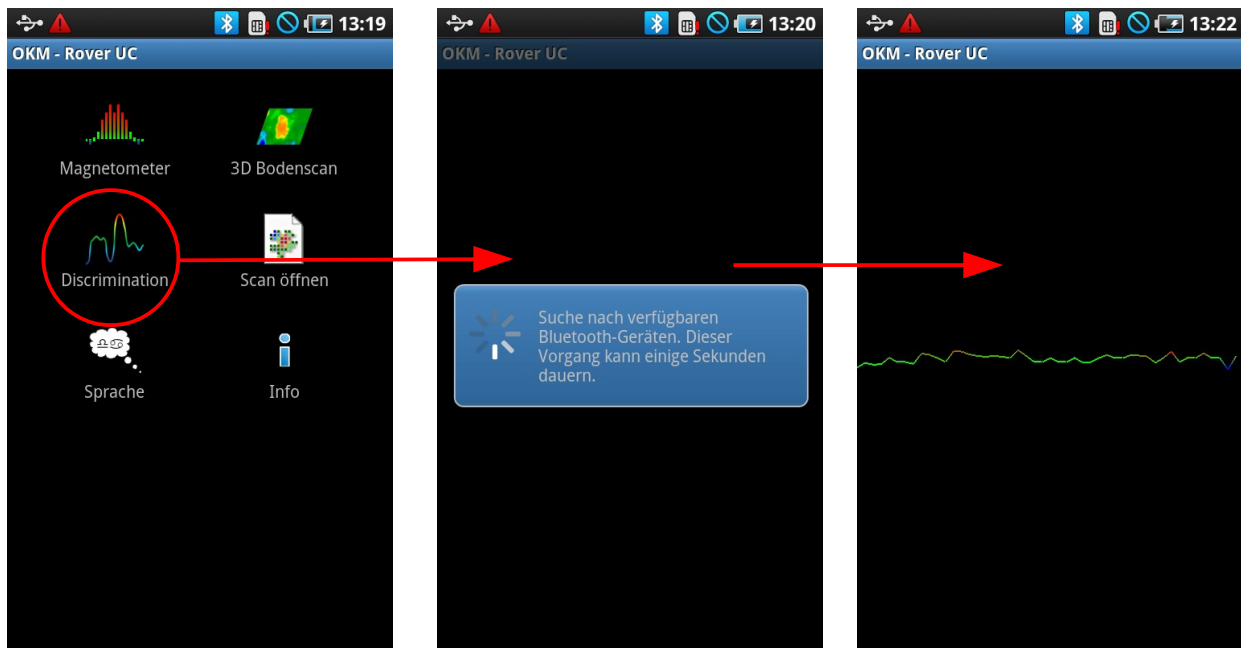 13:19
OKM - Rover UC
Magnetometer
3D Bodenscan
Discrimination
Scan öffnen
Sprache
Info
13:20
OKM - Rover UC
Suche nach verfügbaren
Bluetooth-Geräten. Dieser
Vorgang kann einige Sekunden
dauern.
13:22
OKM - Rover UC